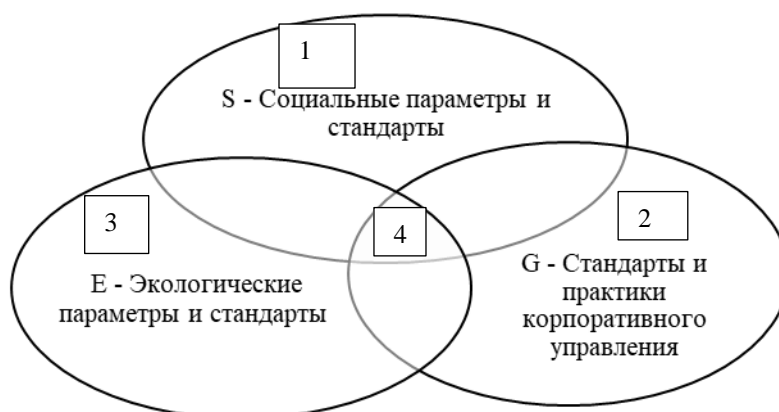 1
S - Социальные параметры и
стандарты
3
E - Экологические
параметры и стандарты
4
2
G - Стандарты и
практики
корпоративного
управления